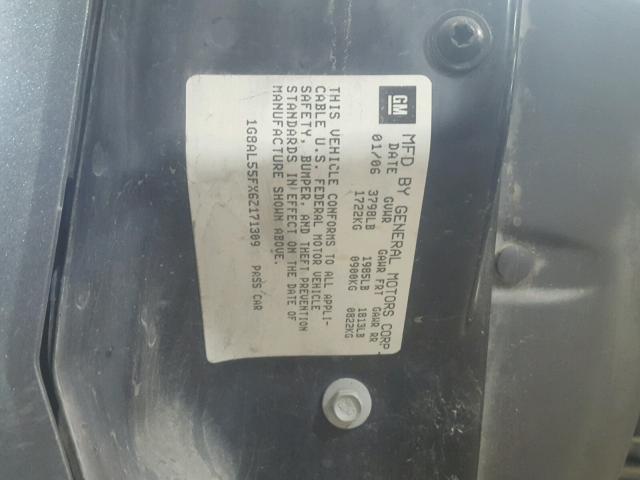 GM
MFD BY GENERAL MOTORS CORP
DATE GVWR GAWR FRT GAWR RR
01/06 3798LB 1985LB 1813LB
1722KG 0900KG 0822KG
THIS VEHICLE CONFORMS TO ALL APPLI-
CABLE U.S. FEDERAL MOTOR VEHICLE
SAFETY, BUMPER, AND THEFT PREVENTION
STANDARDS IN EFFECT ON THE DATE OF
MANUFACTURE SHOWN ABOVE.
1G8AL55FX6Z171309 PASS CAR